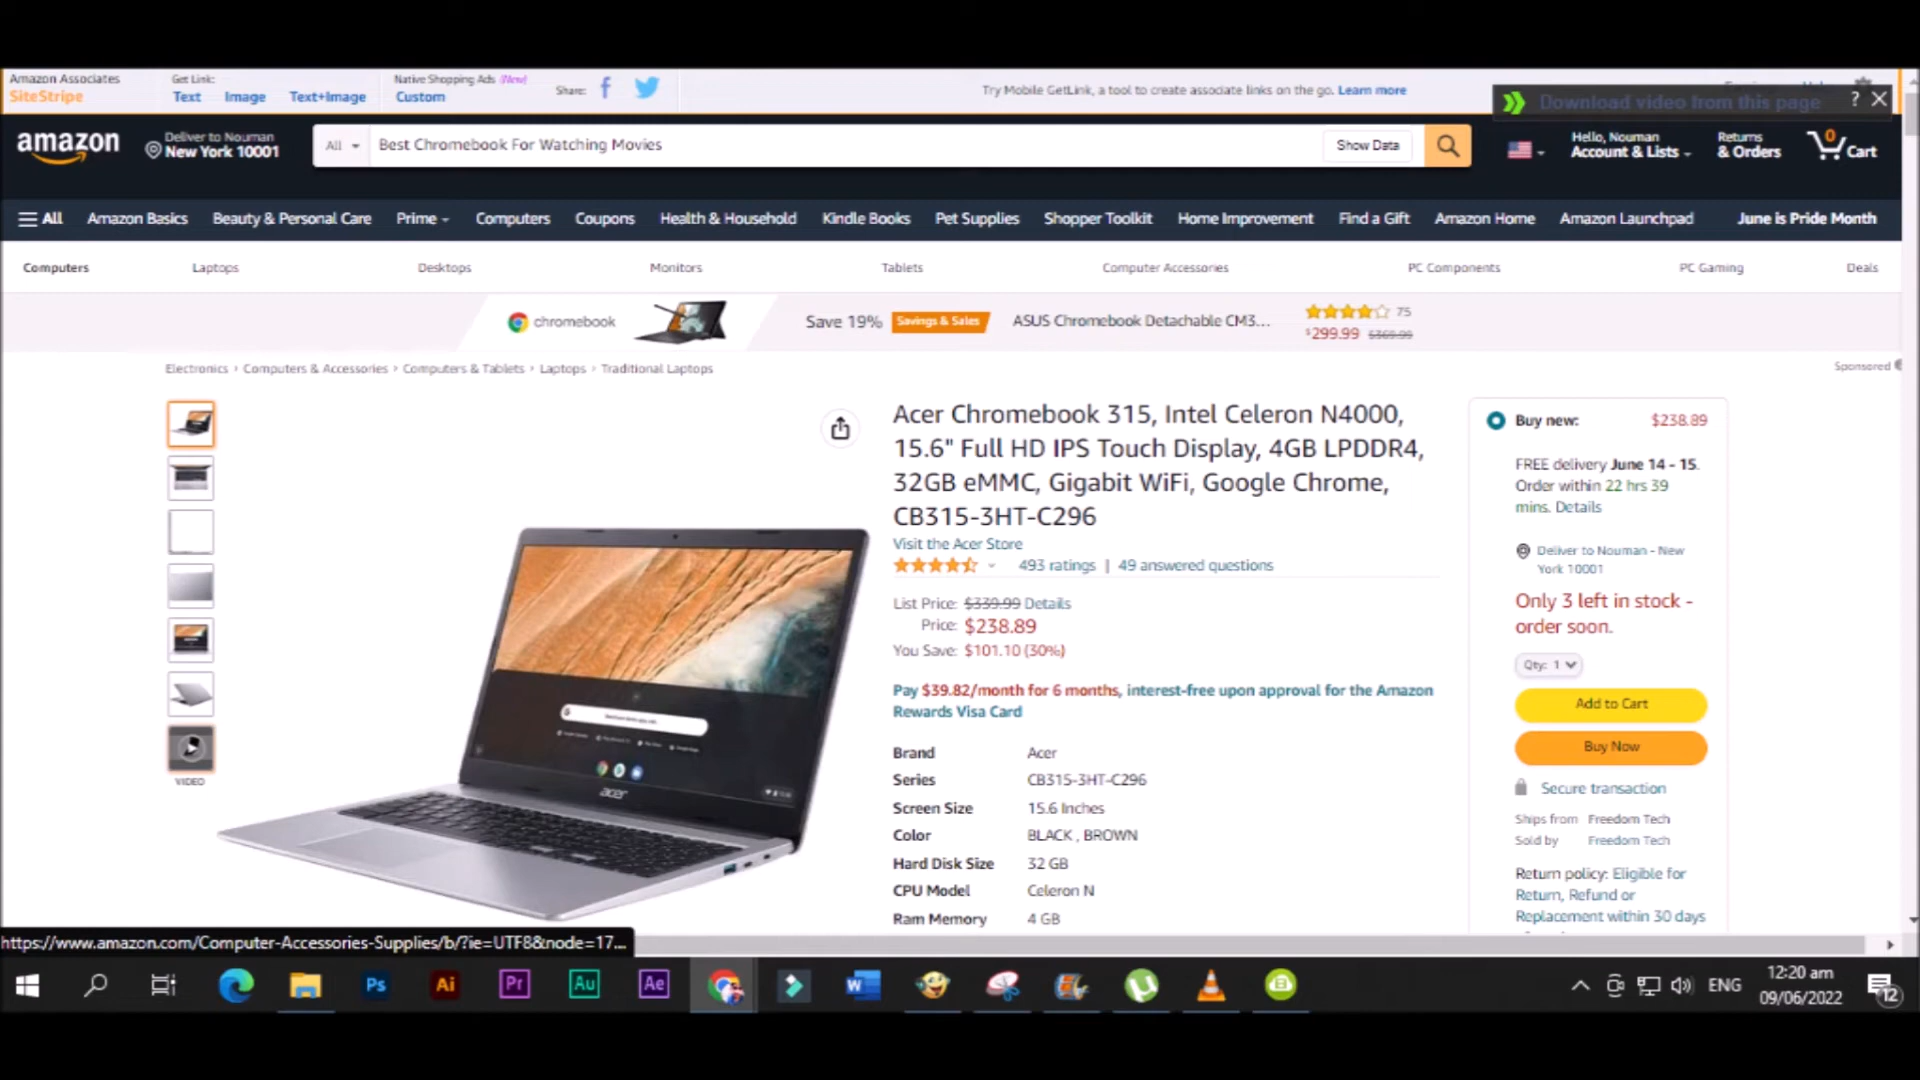 Amazon Associates
SiteStripe
Get Link:
Text Image Text+Image
Native Shopping Ads (New)
Custom
Share:
Try Mobile GetLink, a tool to create associate links on the go. Learn more
Download video from this page ?
amazon
Deliver to Nouman
New York 10001
All
Best Chromebook For Watching Movies
Show Data
Hello, Nouman
Account & Lists
Returns
& Orders
0
Cart
All Amazon Basics Beauty & Personal Care Prime Computers Coupons Health & Household Kindle Books Pet Supplies Shopper Toolkit Home Improvement Find a Gift Amazon Home Amazon Launchpad June is Pride Month
Computers Laptops Desktops Monitors Tablets Computer Accessories PC Components PC Gaming Deals
chromebook
Save 19% Savings & Sales ASUS Chromebook Detachable CM3... 75
$299.99 $369.99
Electronics › Computers & Accessories › Computers & Tablets › Laptops › Traditional Laptops
Sponsored
VIDEO
acer
Acer Chromebook 315, Intel Celeron N4000,
15.6" Full HD IPS Touch Display, 4GB LPDDR4,
32GB eMMC, Gigabit WiFi, Google Chrome,
CB315-3HT-C296
Visit the Acer Store
493 ratings | 49 answered questions
List Price: $339.99 Details
Price: $238.89
You Save: $101.10 (30%)
Pay $39.82/month for 6 months, interest-free upon approval for the Amazon
Rewards Visa Card
Brand Acer
Series CB315-3HT-C296
Screen Size 15.6 Inches
Color BLACK , BROWN
Hard Disk Size 32 GB
CPU Model Celeron N
Ram Memory 4 GB
Buy new: $238.89
FREE delivery June 14 - 15.
Order within 22 hrs 39
mins. Details
Deliver to Nouman - New
York 10001
Only 3 left in stock -
order soon.
Qty: 1
Add to Cart
Buy Now
Secure transaction
Ships from Freedom Tech
Sold by Freedom Tech
Return policy: Eligible for
Return, Refund or
Replacement within 30 days
https://www.amazon.com/Computer-Accessories-Supplies/b/?ie=UTF8&node=17...
Ps Ai Pr Au Ae W
ENG
12:20 am
09/06/2022
12